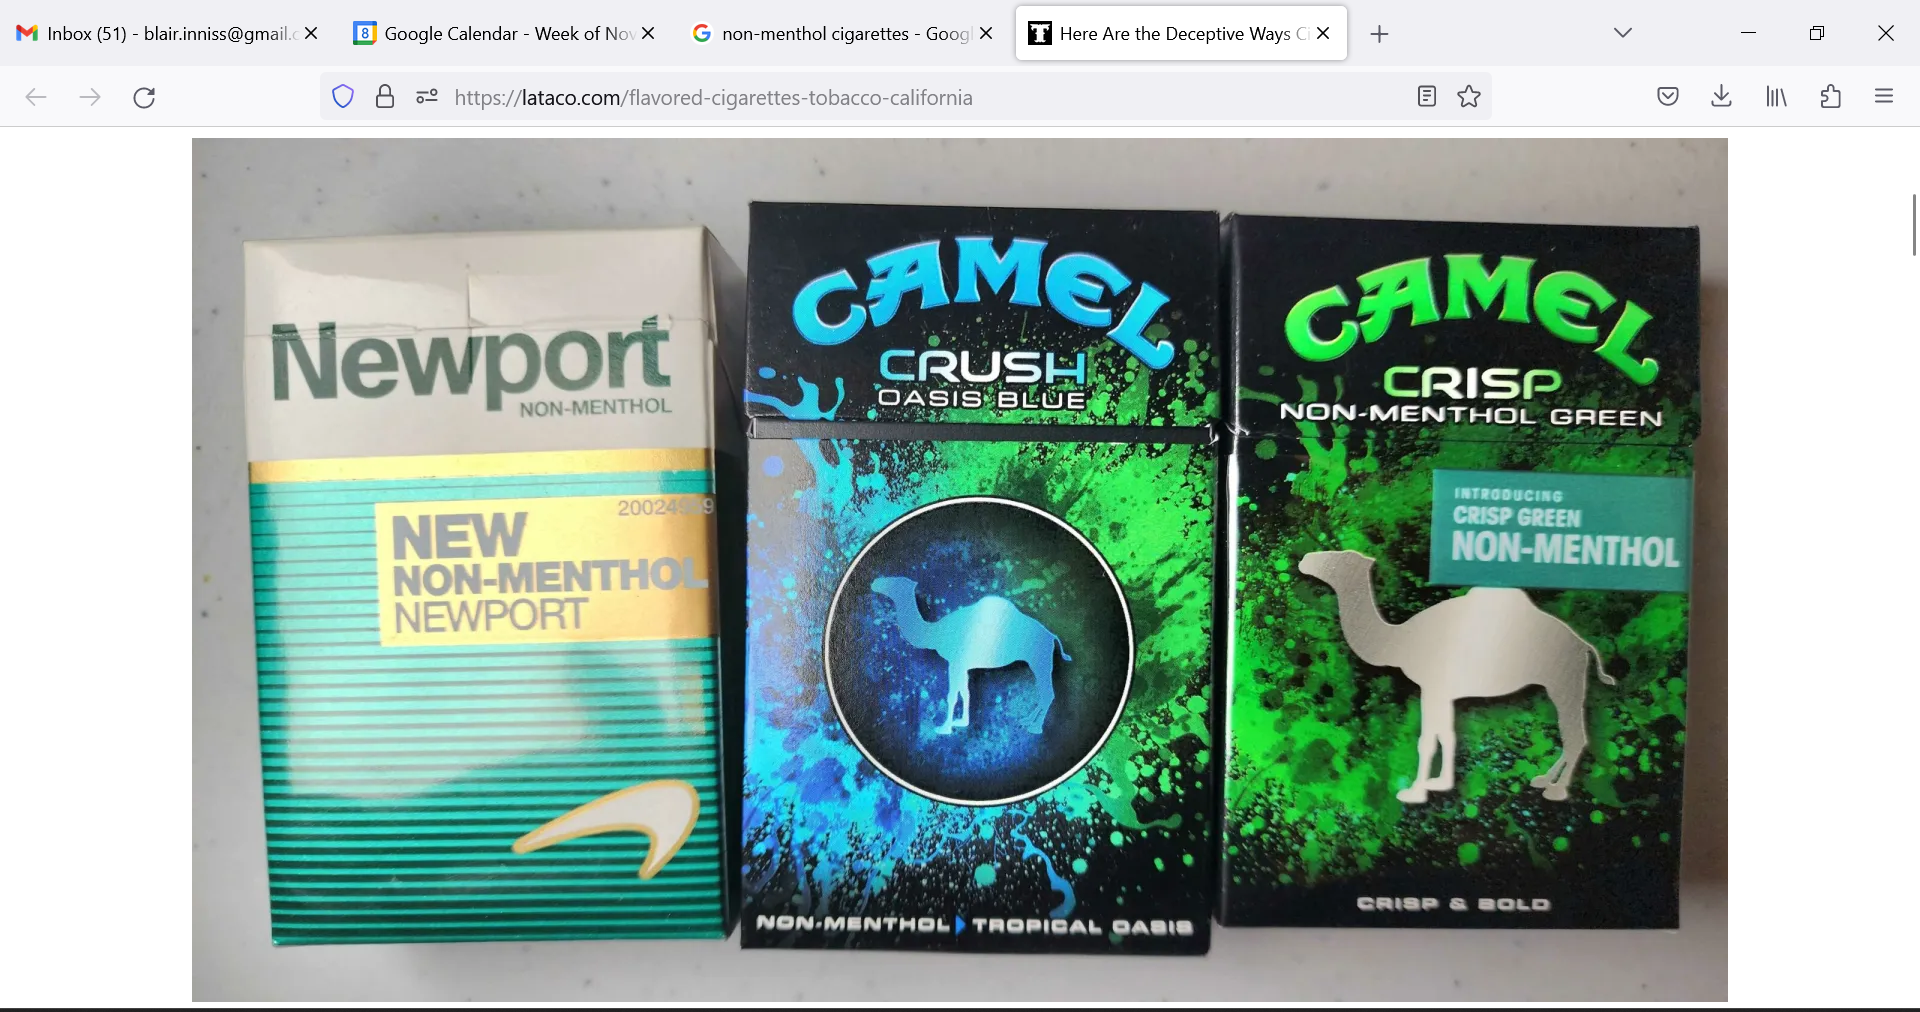 Inbox (51) - blair.inniss@gmail.c
Google Calendar - Week of Nov
non-menthol cigarettes - Googl
Here Are the Deceptive Ways Ci
https://lataco.com/flavored-cigarettes-tobacco-california
Newport
NON-MENTHOL
NEW
NON-MENTHOL
NEWPORT
CAMEL
CRUSH
OASIS BLUE
NON-MENTHOL TROPICAL OASIS
CAMEL
CRISP
NON-MENTHOL GREEN
INTRODUCING
CRISP GREEN
NON-MENTHOL
CRISP & BOLD